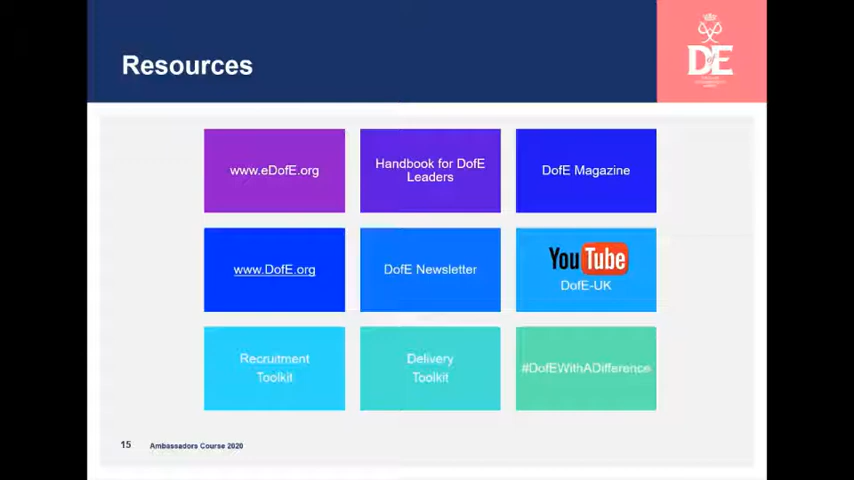 Resources
DofE
www.eDofE.org
Handbook for DofE
Leaders
DofE Magazine
www.DofE.org
DofE Newsletter
YouTube
DofE-UK
Recruitment
Toolkit
Delivery
Toolkit
#DofEWithADifference
15 Ambassadors Course 2020